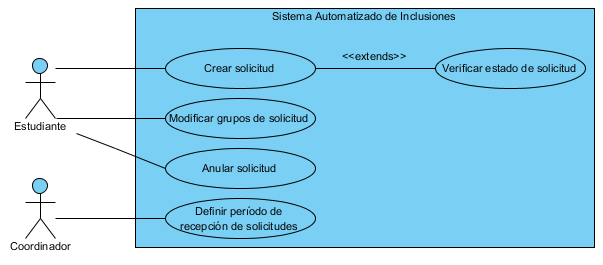 Sistema Automatizado de Inclusiones
Crear solicitud
<<extends>>
Verificar estado de solicitud
Estudiante
Modificar grupos de solicitud
Anular solicitud
Coordinador
Definir período de
recepción de solicitudes